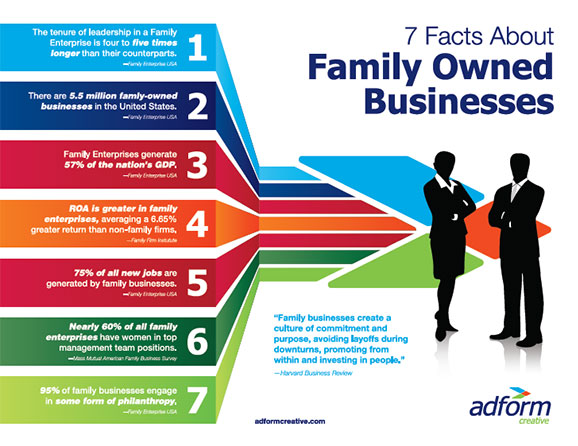 7 Facts About
Family Owned
Businesses
The tenure of leadership in a Family
Enterprise is four to five times
longer than their counterparts.
—Family Enterprise USA
1
There are 5.5 million famly-owned
businesses in the United States.
—Family Enterprise USA
2
Family Enterprises generate
57% of the nation's GDP.
—Family Enterprise USA
3
ROA is greater in family
enterprises, averaging a 6.65%
greater return than non-family firms.
—Family Firm Institute
4
75% of all new jobs are
generated by family businesses.
—Family Enterprise USA
5
Nearly 60% of all family
enterprises have women in top
management team positions.
—Mass Mutual American Family Business Survey
6
95% of family businesses engage
in some form of philanthropy.
—Family Enterprise USA
7
“Family businesses create a
culture of commitment and
purpose, avoiding layoffs during
downturns, promoting from
within and investing in people.”
—Harvard Business Review
adformcreative.com
adform
creative